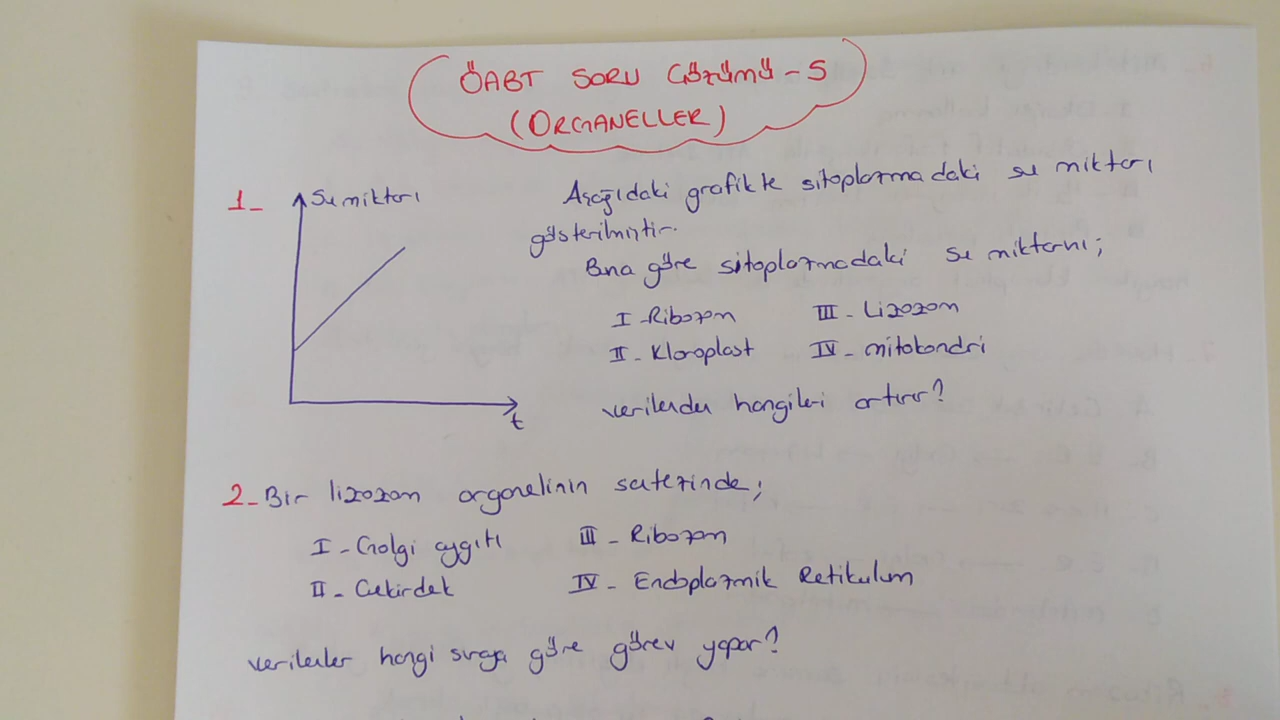 ÖABT SORU ÇÖZÜMÜ - 5
(ORGANELLER)
1- Su miktarı
Aşağıdaki grafikte sitoplazmadaki su miktarı
gösterilmiştir.
Buna göre sitoplazmadaki su miktarını;
I - Ribozom III - Lizozom
II - Kloroplast IV - mitokondri
verilerden hangileri artırır?
t
2- Bir lizozom organelinin sentezinde;
I - Golgi aygıtı III - Ribozom
II - Çekirdek IV - Endoplazmik Retikulum
verilenler hangi sıraya göre görev yapar?